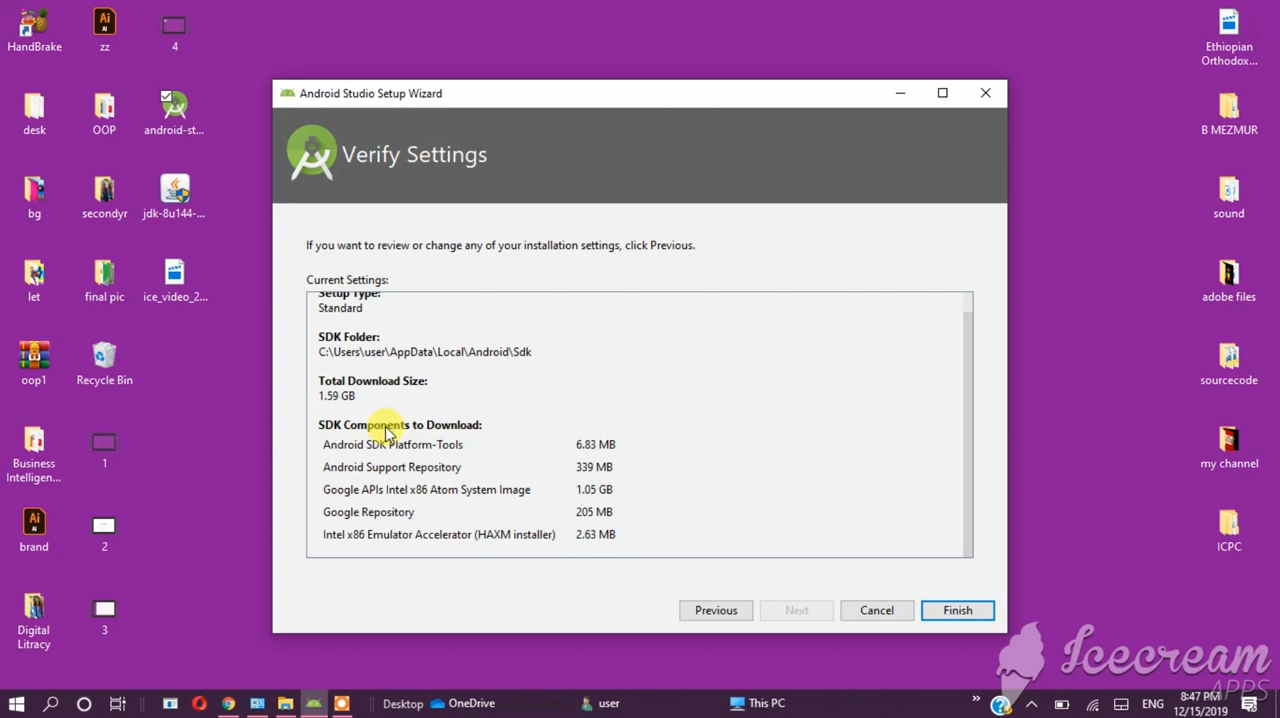 HandBrake
Ai
zz
4
desk
OOP
android-st...
bg
secondyr
jdk-8u144-...
let
final pic
ice_video_2...
oop1
Recycle Bin
Business
Intelligen...
1
Ai
brand
2
Digital
Litracy
3
Android Studio Setup Wizard
Verify Settings
If you want to review or change any of your installation settings, click Previous.
Current Settings:
Setup Type:
Standard
SDK Folder:
C:\Users\user\AppData\Local\Android\Sdk
Total Download Size:
1.59 GB
SDK Components to Download:
Android SDK Platform-Tools 6.83 MB
Android Support Repository 339 MB
Google APIs Intel x86 Atom System Image 1.05 GB
Google Repository 205 MB
Intel x86 Emulator Accelerator (HAXM installer) 2.63 MB
Previous Next Cancel Finish
Ethiopian
Orthodox...
B MEZMUR
sound
adobe files
sourcecode
my channel
ICPC
Icecream
APPS
Desktop OneDrive user This PC » ENG 8:47 PM
12/15/2019